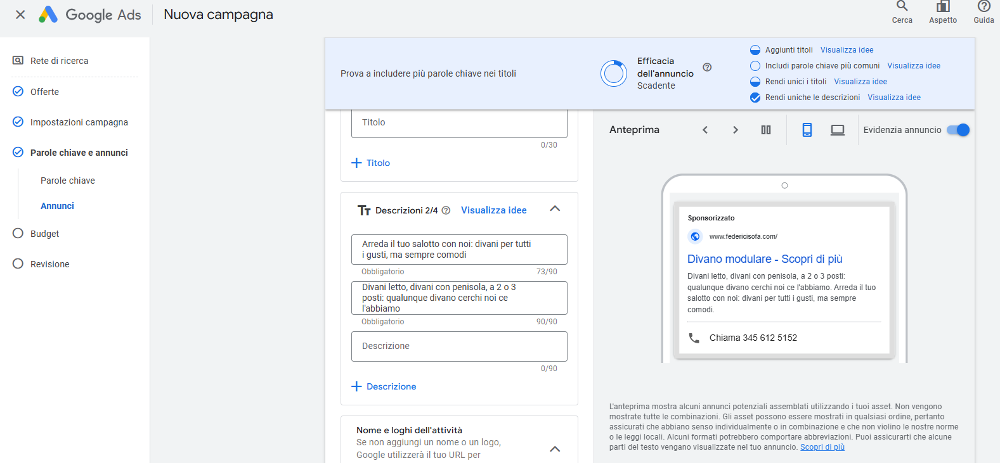 Google Ads
Nuova campagna
Cerca
Aspetto
Guida
Rete di ricerca
Offerte
Impostazioni campagna
Parole chiave e annunci
Parole chiave
Annunci
Budget
Revisione
Prova a includere più parole chiave nei titoli
Efficacia
dell'annuncio
Scadente
Aggiunti titoli Visualizza idee
Includi parole chiave più comuni Visualizza idee
Rendi unici i titoli Visualizza idee
Rendi uniche le descrizioni Visualizza idee
Titolo
0/30
+ Titolo
Descrizioni 2/4 Visualizza idee
Arreda il tuo salotto con noi: divani per tutti
i gusti, ma sempre comodi
Obbligatorio 73/90
Divani letto, divani con penisola, a 2 o 3
posti: qualunque divano cerchi noi ce
l'abbiamo
Obbligatorio 90/90
Descrizione
0/90
+ Descrizione
Nome e loghi dell'attività
Se non aggiungi un nome o un logo,
Google utilizzerà il tuo URL per
Anteprima
Evidenzia annuncio
Sponsorizzato
www.federicisofa.com/
Divano modulare - Scopri di più
Divani letto, divani con penisola, a 2 o 3 posti:
qualunque divano cerchi noi ce l'abbiamo. Arreda il tuo
salotto con noi: divani per tutti i gusti, ma sempre
comodi.
Chiama 345 612 5152
L'anteprima mostra alcuni annunci potenziali assemblati utilizzando i tuoi asset. Non vengono
mostrate tutte le combinazioni. Gli asset possono essere mostrati in qualsiasi ordine, pertanto
assicurati che abbiano senso individualmente o in combinazione e che non violino le nostre norme
o le leggi locali. Alcuni formati potrebbero comportare abbreviazioni. Puoi assicurarti che alcune
parti del testo vengano visualizzate nel tuo annuncio. Scopri di più